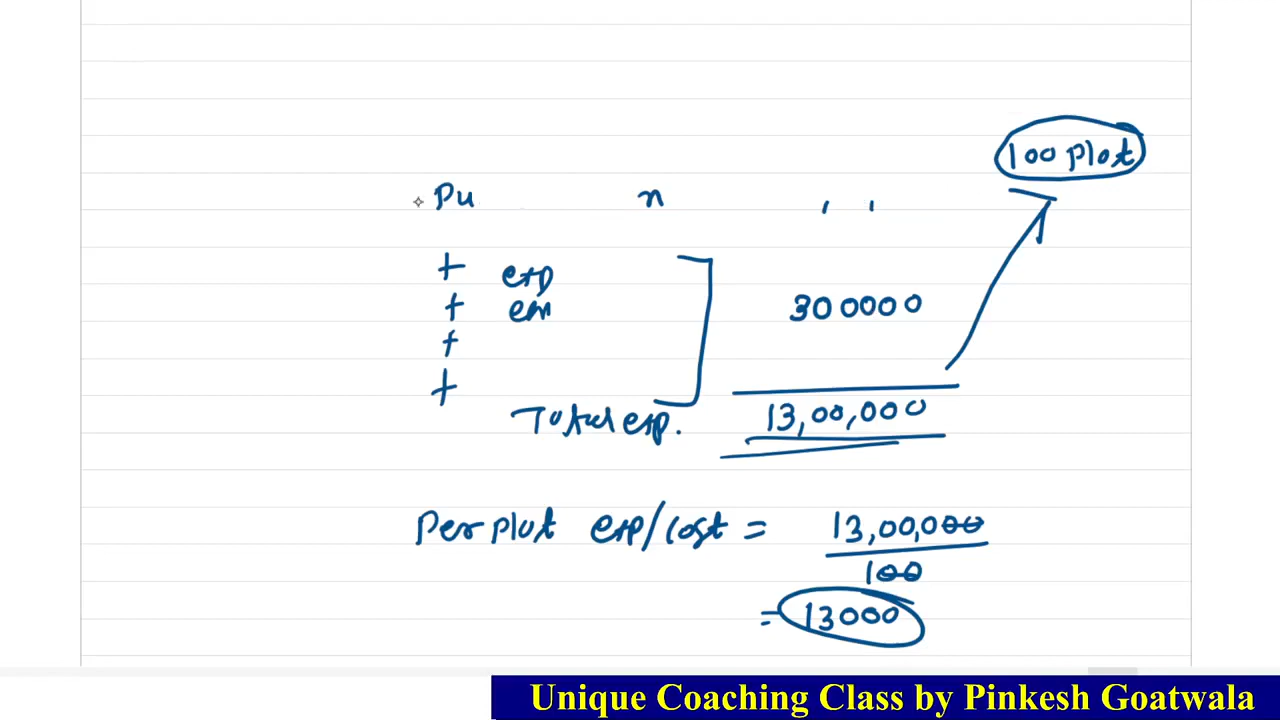 100 plot
Pu n , ,
+ exp
+ 300000
+
+
Total exp. 13,00,000
Per plot exp/cost = 13,00,000
100
= 13000
Unique Coaching Class by Pinkesh Goatwala